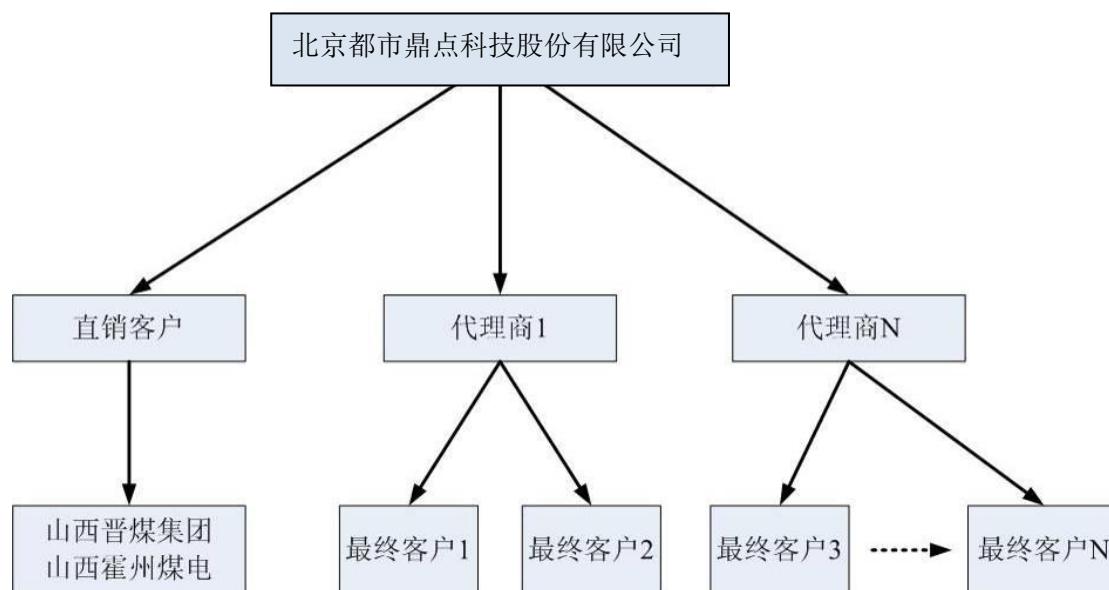 北京都市鼎点科技股份有限公司
直销客户
代理商1
代理商N
山西晋煤集团
山西霍州煤电
最终客户1
最终客户2
最终客户3
最终客户N